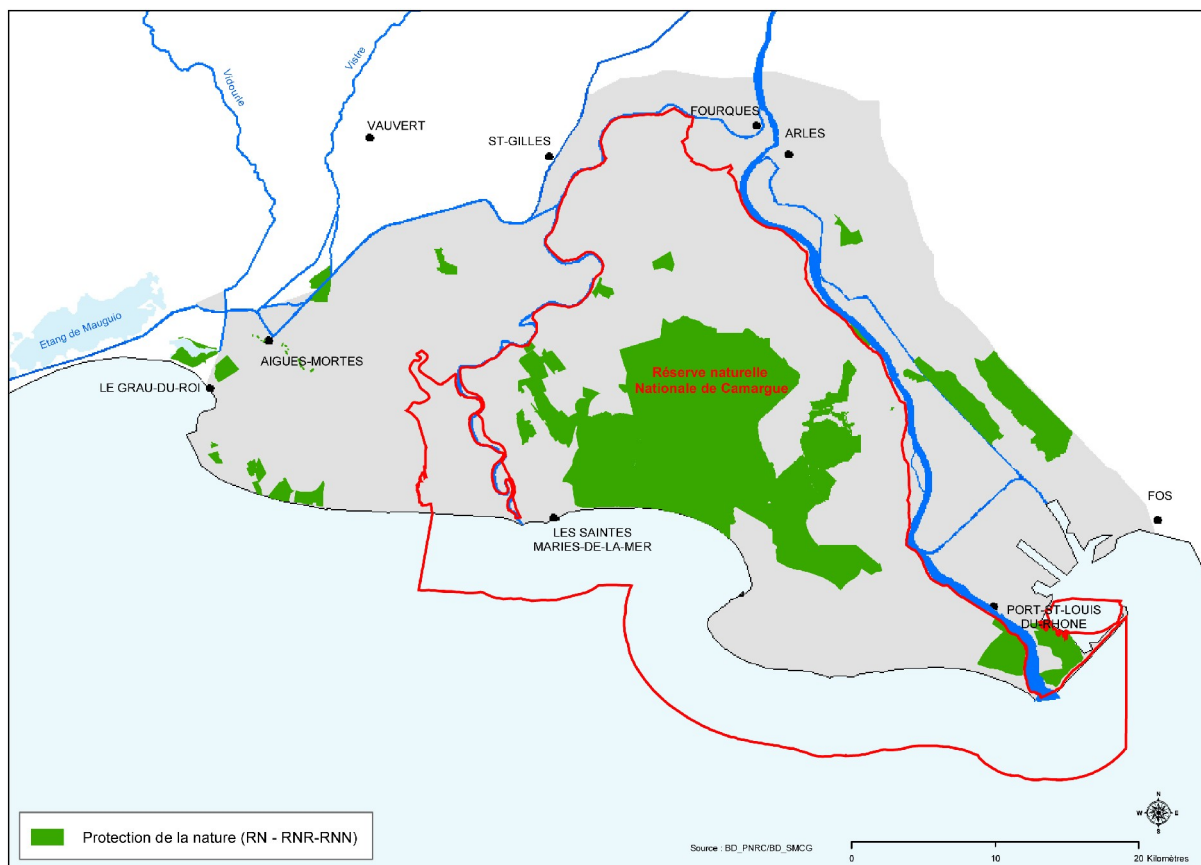 Vidourle
Vistre
VAUVERT
ST-GILLES
FOURQUES
ARLES
Etang de Mauguio
AIGUES-MORTES
LE GRAU-DU-ROI
Réserve naturelle
Nationale de Camargue
FOS
LES SAINTES
MARIES-DE-LA-MER
PORT-ST-LOUIS
DU-RHONE
N
W
E
S
Protection de la nature (RN - RNR-RNN)
Source : BD_PNRC/BD_SMCG
0
10
20 Kilomètres